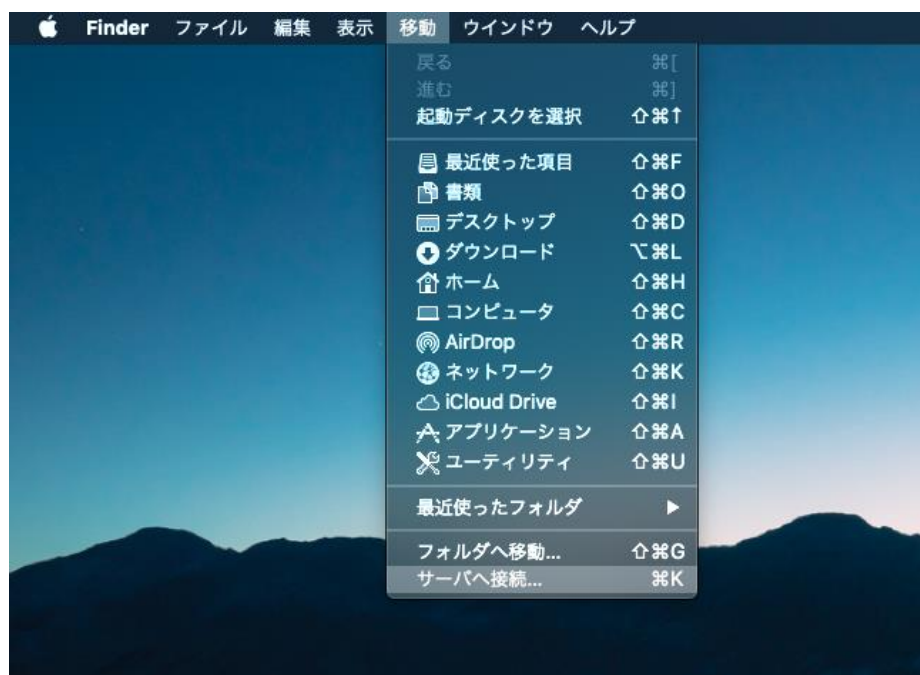 Finder ファイル 編集 表示 移動 ウインドウ ヘルプ
戻る ⌘[
進む ⌘]
起動ディスクを選択 ⇧⌘↑
最近使った項目 ⇧⌘F
書類 ⇧⌘O
デスクトップ ⇧⌘D
ダウンロード ⌥⌘L
ホーム ⇧⌘H
コンピュータ ⇧⌘C
AirDrop ⇧⌘R
ネットワーク ⇧⌘K
iCloud Drive ⇧⌘I
アプリケーション ⇧⌘A
ユーティリティ ⇧⌘U
最近使ったフォルダ ▶
フォルダへ移動... ⇧⌘G
サーバへ接続... ⌘K